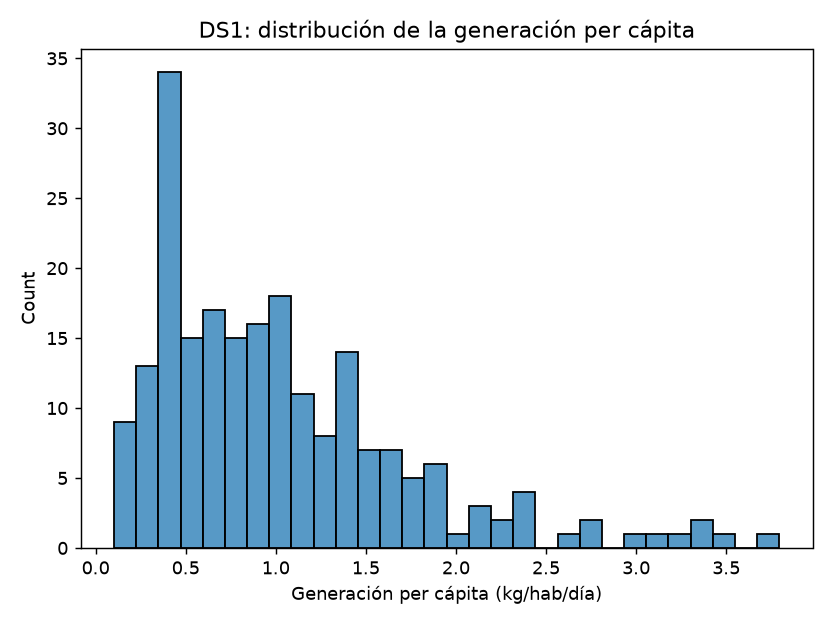 DS1: distribución de la generación per cápita
35
30
25
20
15
10
5
0
Count
0.0 0.5 1.0 1.5 2.0 2.5 3.0 3.5
Generación per cápita (kg/hab/día)